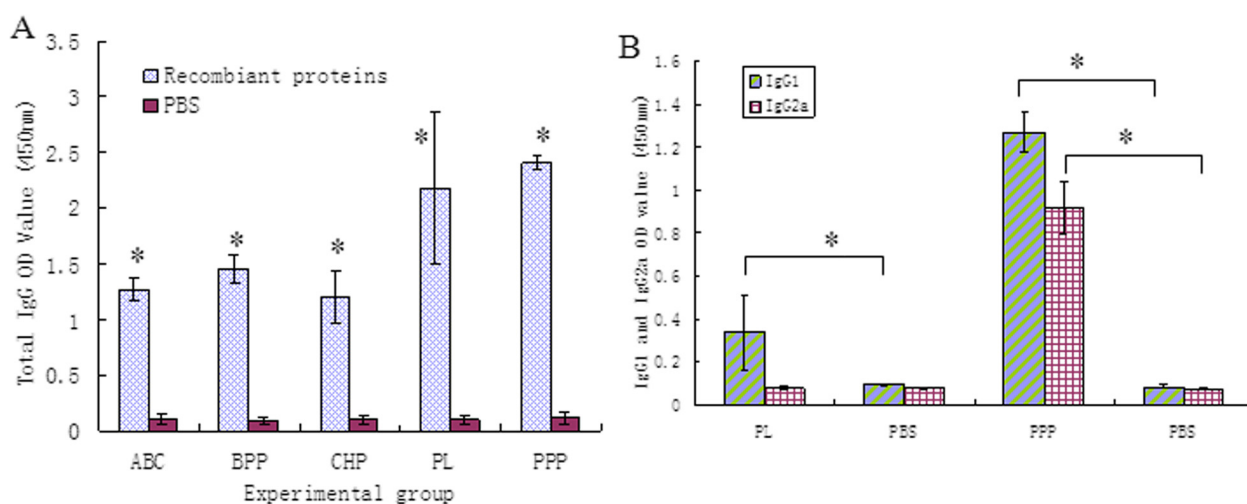 A
Total IgG OD Value (450nm)
3.5
3
2.5
2
1.5
1
0.5
0
Recombiant proteins
PBS
*
*
*
*
*
ABC BPP CHP PL PPP
Experimental group
B
IgG1 and IgG2a OD value (450nm)
1.6
1.4
1.2
1
0.8
0.6
0.4
0.2
0
IgG1
IgG2a
*
*
*
PL PBS PPP PBS